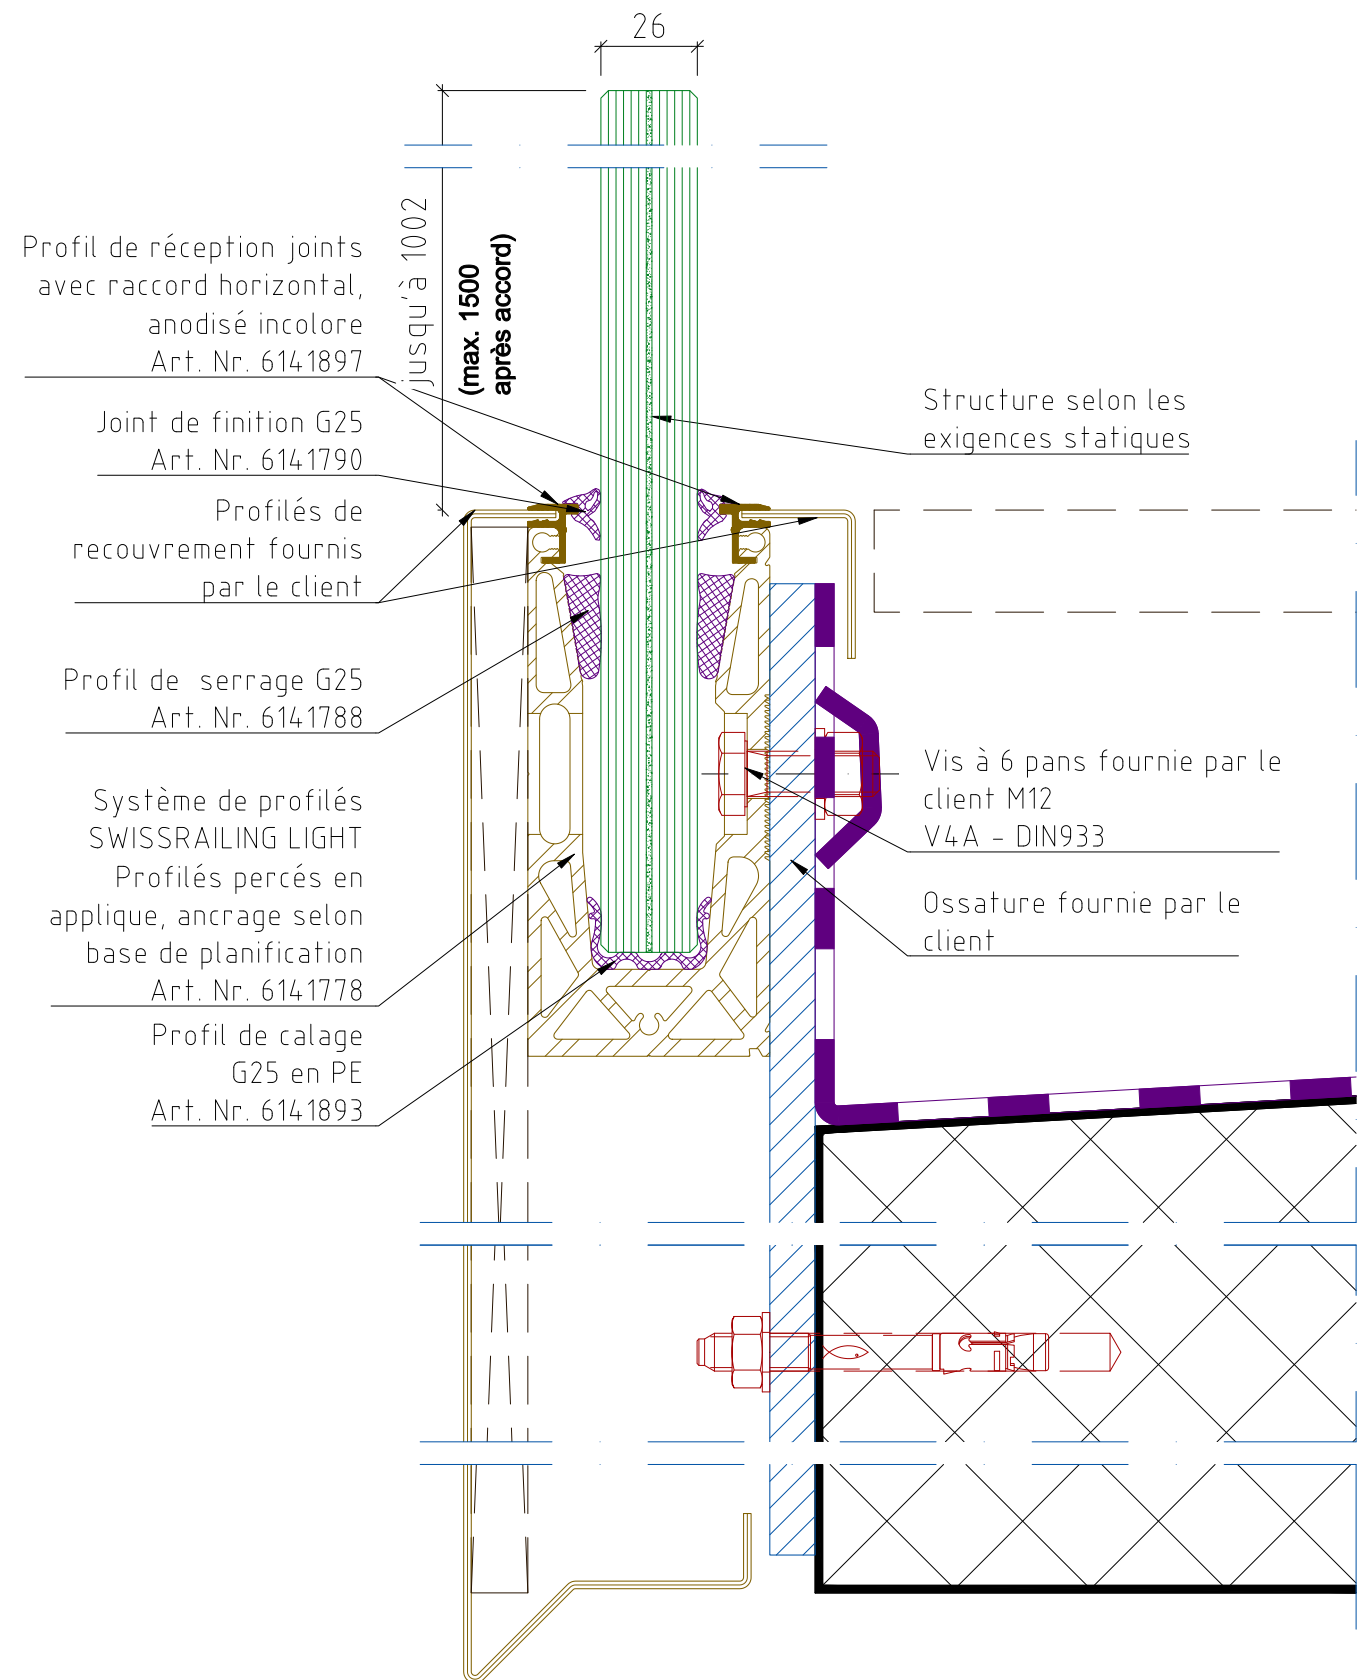 26
jusqu'à 1002
(max. 1500
après accord)
Profil de réception joints
avec raccord horizontal,
anodisé incolore
Art. Nr. 6141897
Joint de finition G25
Art. Nr. 6141790
Profilés de
recouvrement fournis
par le client
Profil de serrage G25
Art. Nr. 6141788
Système de profilés
SWISSRAILING LIGHT
Profilés percés en
applique, ancrage selon
base de planification
Art. Nr. 6141778
Profil de calage
G25 en PE
Art. Nr. 6141893
Structure selon les
exigences statiques
Vis à 6 pans fournie par le
client M12
V4A - DIN933
Ossature fournie par le
client